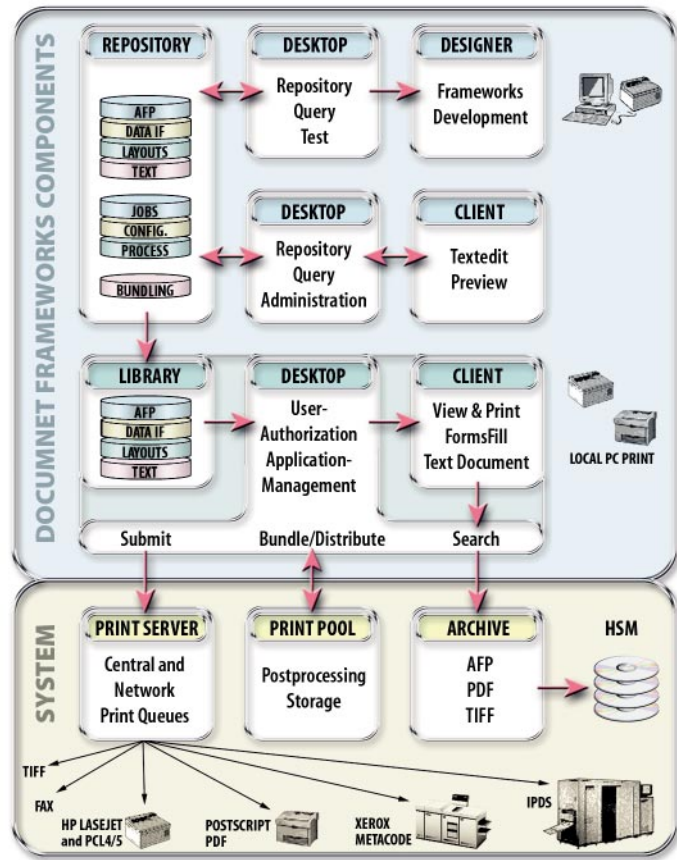 DOCUMNET FRAMEWORKS COMPONENTS
REPOSITORY
AFP
DATA IF
LAYOUTS
TEXT
JOBS
CONFIG.
PROCESS
BUNDLING
DESKTOP
Repository
Query
Test
DESIGNER
Frameworks
Development
DESKTOP
Repository
Query
Administration
CLIENT
Textedit
Preview
LIBRARY
AFP
DATA IF
LAYOUTS
TEXT
DESKTOP
User-
Authorization
Application-
Management
CLIENT
View & Print
FormsFill
Text Document
LOCAL PC PRINT
Submit
Bundle/Distribute
Search
SYSTEM
PRINT SERVER
Central and
Network
Print Queues
PRINT POOL
Postprocessing
Storage
ARCHIVE
AFP
PDF
TIFF
HSM
TIFF
FAX
HP LASEJET
and PCL4/5
POSTSCRIPT
PDF
XEROX
METACODE
IPDS